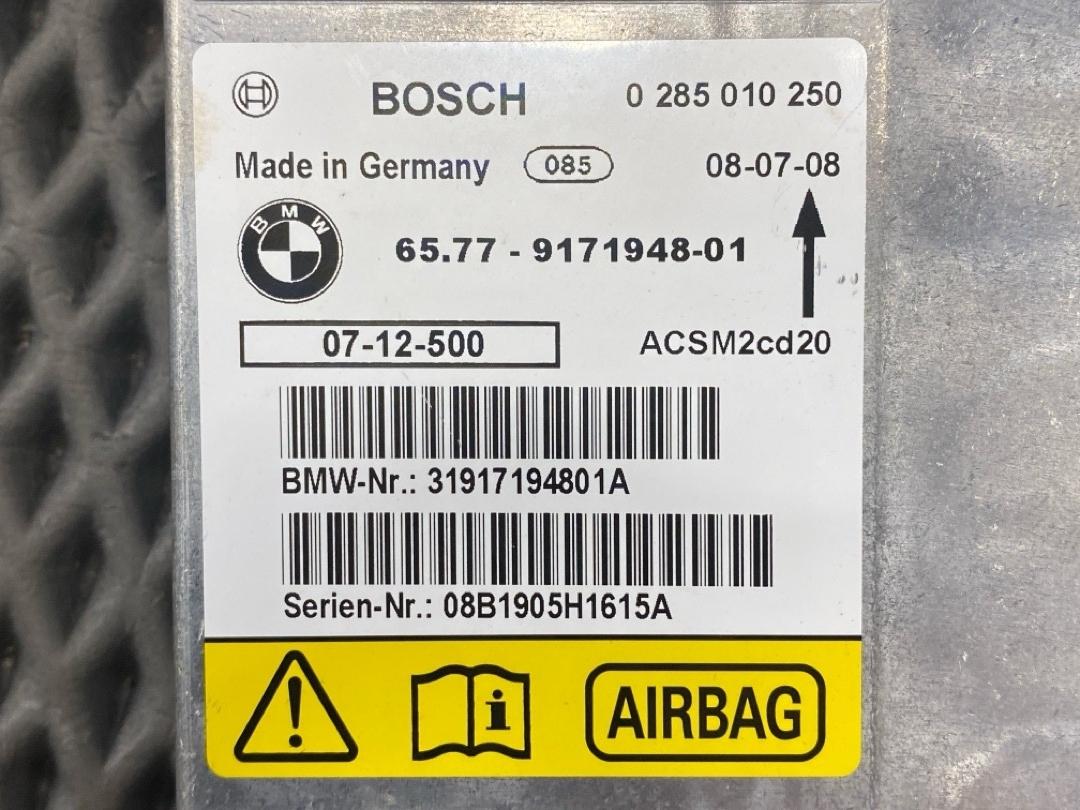 BOSCH 0 285 010 250
Made in Germany 085 08-07-08
BMW
65.77 - 9171948-01
07-12-500 ACSM2cd20
BMW-Nr.: 31917194801A
Serien-Nr.: 08B1905H1615A
! i AIRBAG